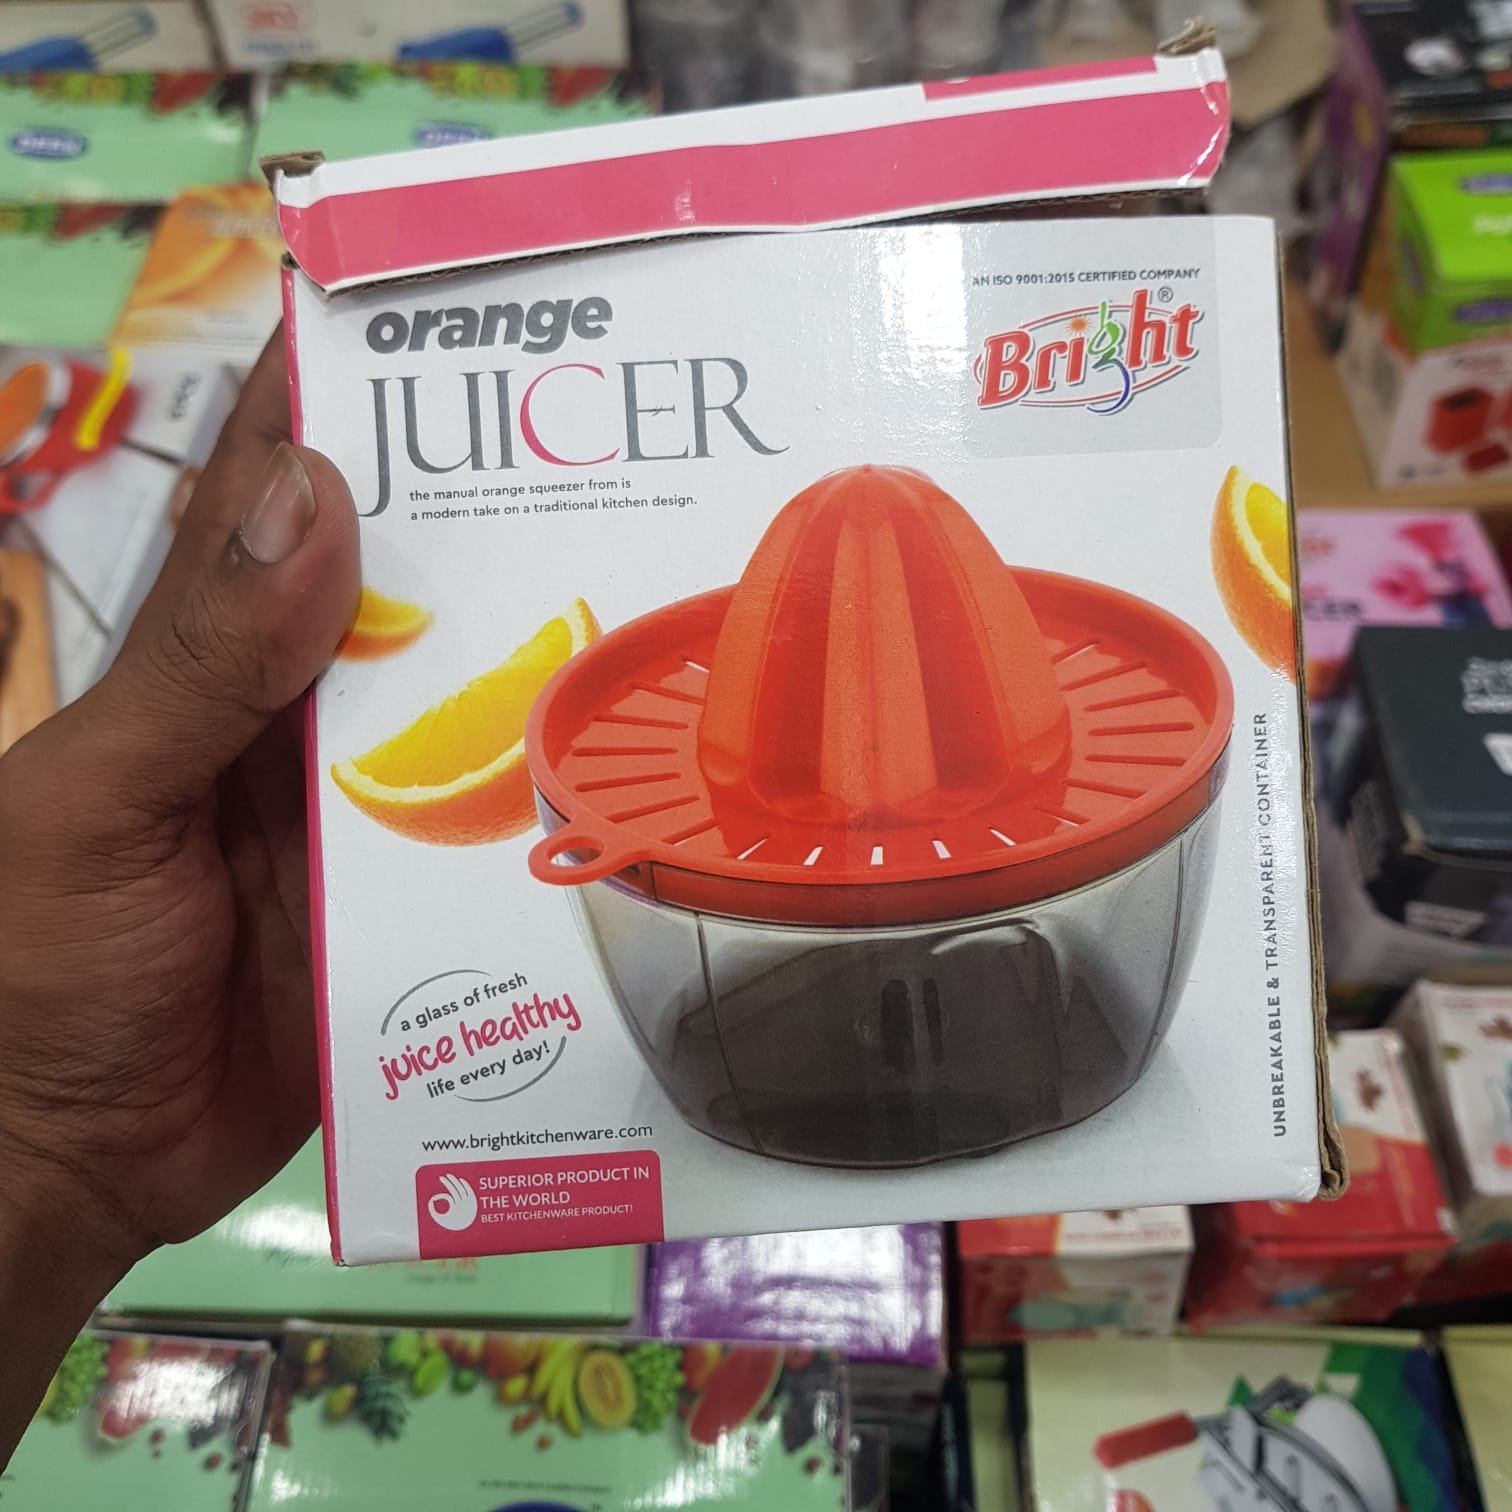 orange
JUICER
the manual orange squeezer from is
a modern take on a traditional kitchen design.
AN ISO 9001:2015 CERTIFIED COMPANY
Bright®
UNBREAKABLE & TRANSPARENT CONTAINER
a glass of fresh
juice healthy
life every day!
www.brightkitchenware.com
SUPERIOR PRODUCT IN
THE WORLD
BEST KITCHENWARE PRODUCT!